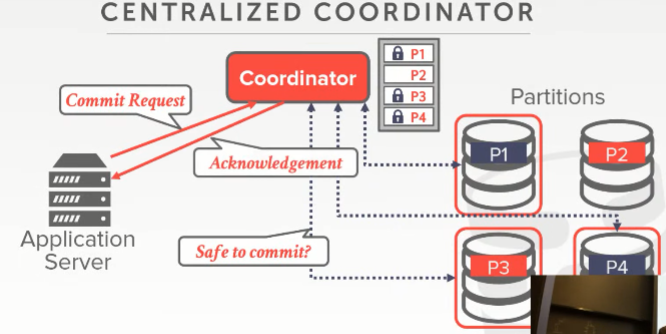 CENTRALIZED COORDINATOR
Coordinator
P1
P2
P3
P4
Commit Request
Partitions
Acknowledgement
P1
P2
Application
Server
Safe to commit?
P3
P4